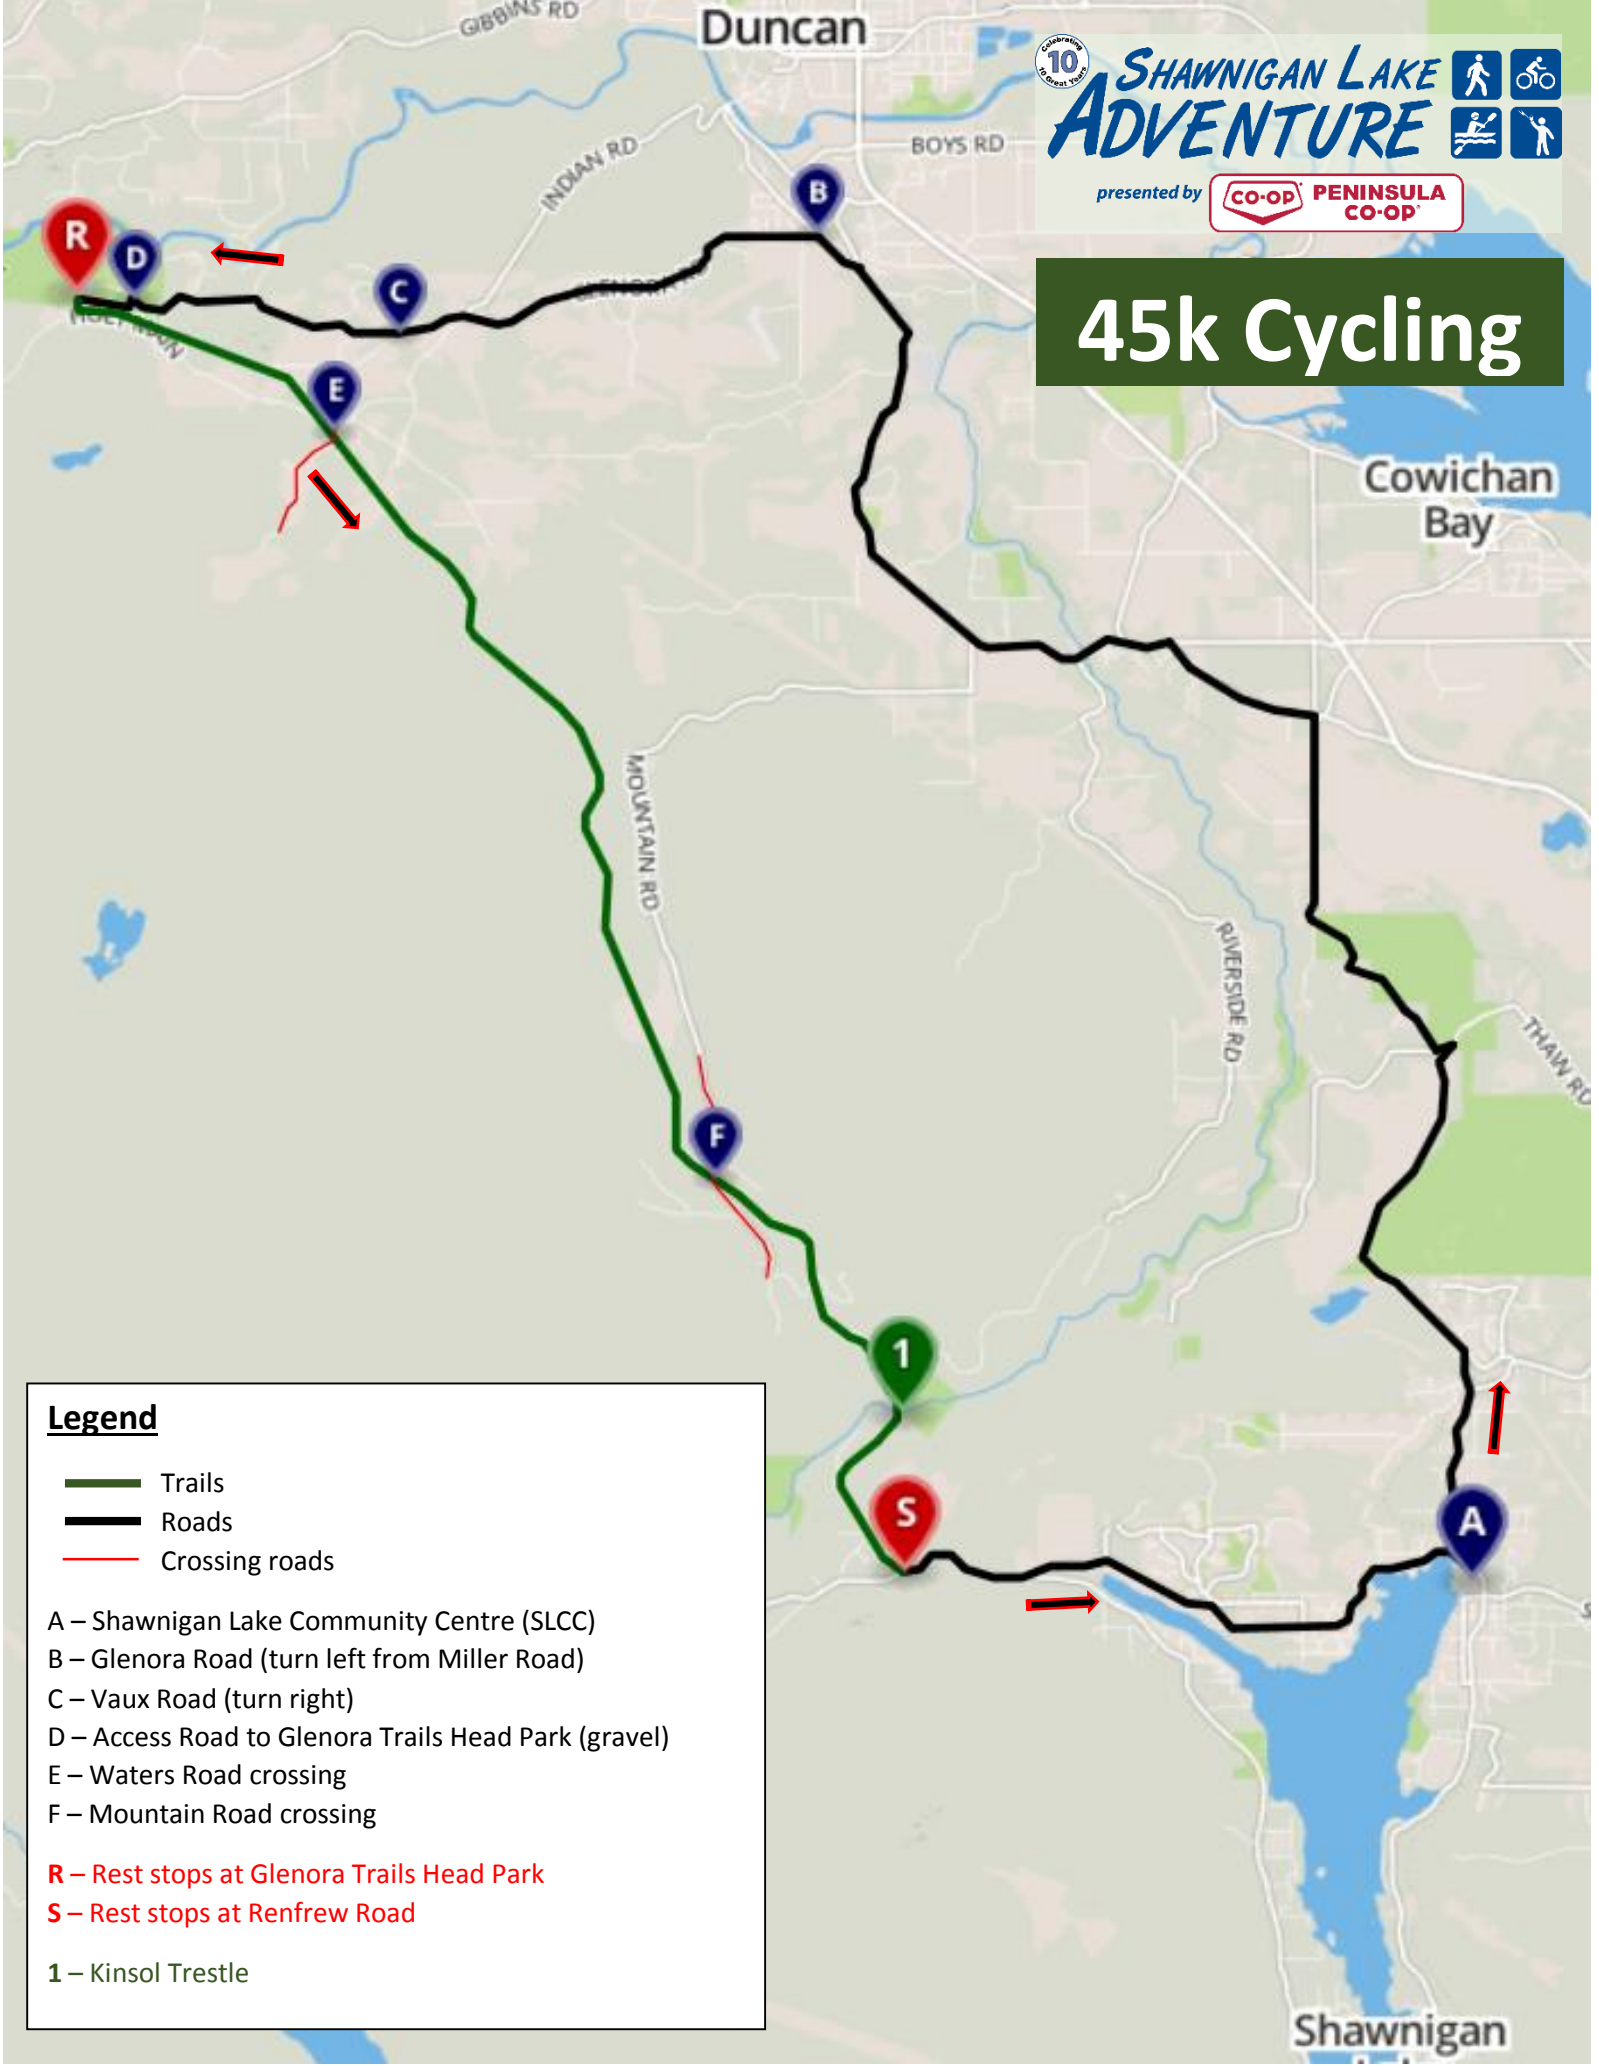 GIBBINS RD
Duncan
Celebrating
10
10 Great Years
SHAWNIGAN LAKE
ADVENTURE
presented by
CO-OP
PENINSULA
CO-OP
45k Cycling
BOYS RD
INDIAN RD
B
R
D
C
E
Cowichan
Bay
MOUNTAIN RD
RIVERSIDE RD
THAW RD
F
1
S
A
Legend
Trails
Roads
Crossing roads
A – Shawnigan Lake Community Centre (SLCC)
B – Glenora Road (turn left from Miller Road)
C – Vaux Road (turn right)
D – Access Road to Glenora Trails Head Park (gravel)
E – Waters Road crossing
F – Mountain Road crossing
R – Rest stops at Glenora Trails Head Park
S – Rest stops at Renfrew Road
1 – Kinsol Trestle
Shawnigan